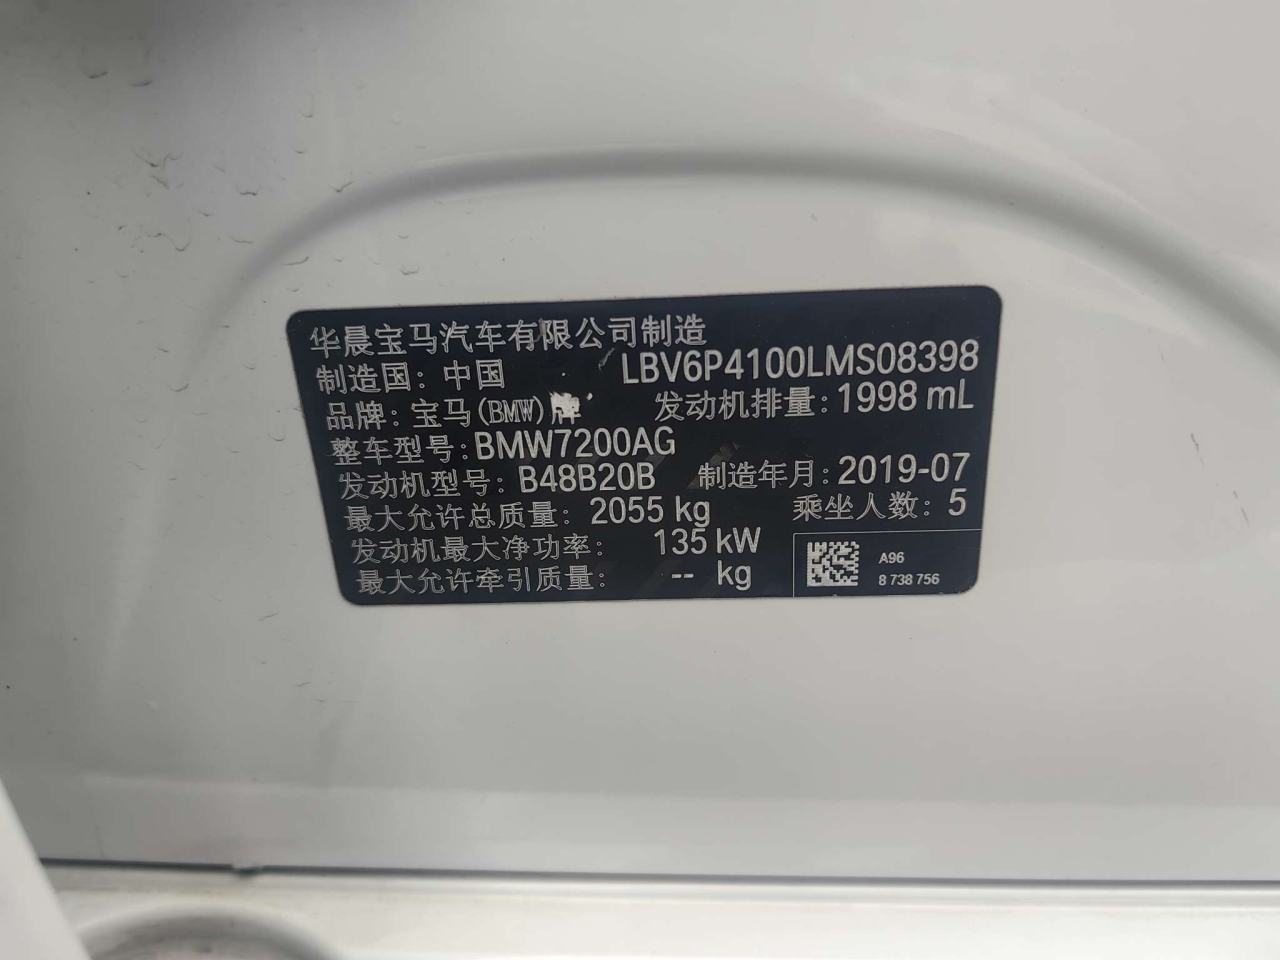 华晨宝马汽车有限公司制造
制造国: 中国 LBV6P4100LMS08398
品牌: 宝马(BMW)牌 发动机排量: 1998 mL
整车型号: BMW7200AG
发动机型号: B48B20B 制造年月: 2019-07
最大允许总质量: 2055 kg 乘坐人数: 5
发动机最大净功率: 135 kW
最大允许牵引质量: -- kg
A96
8 738 756